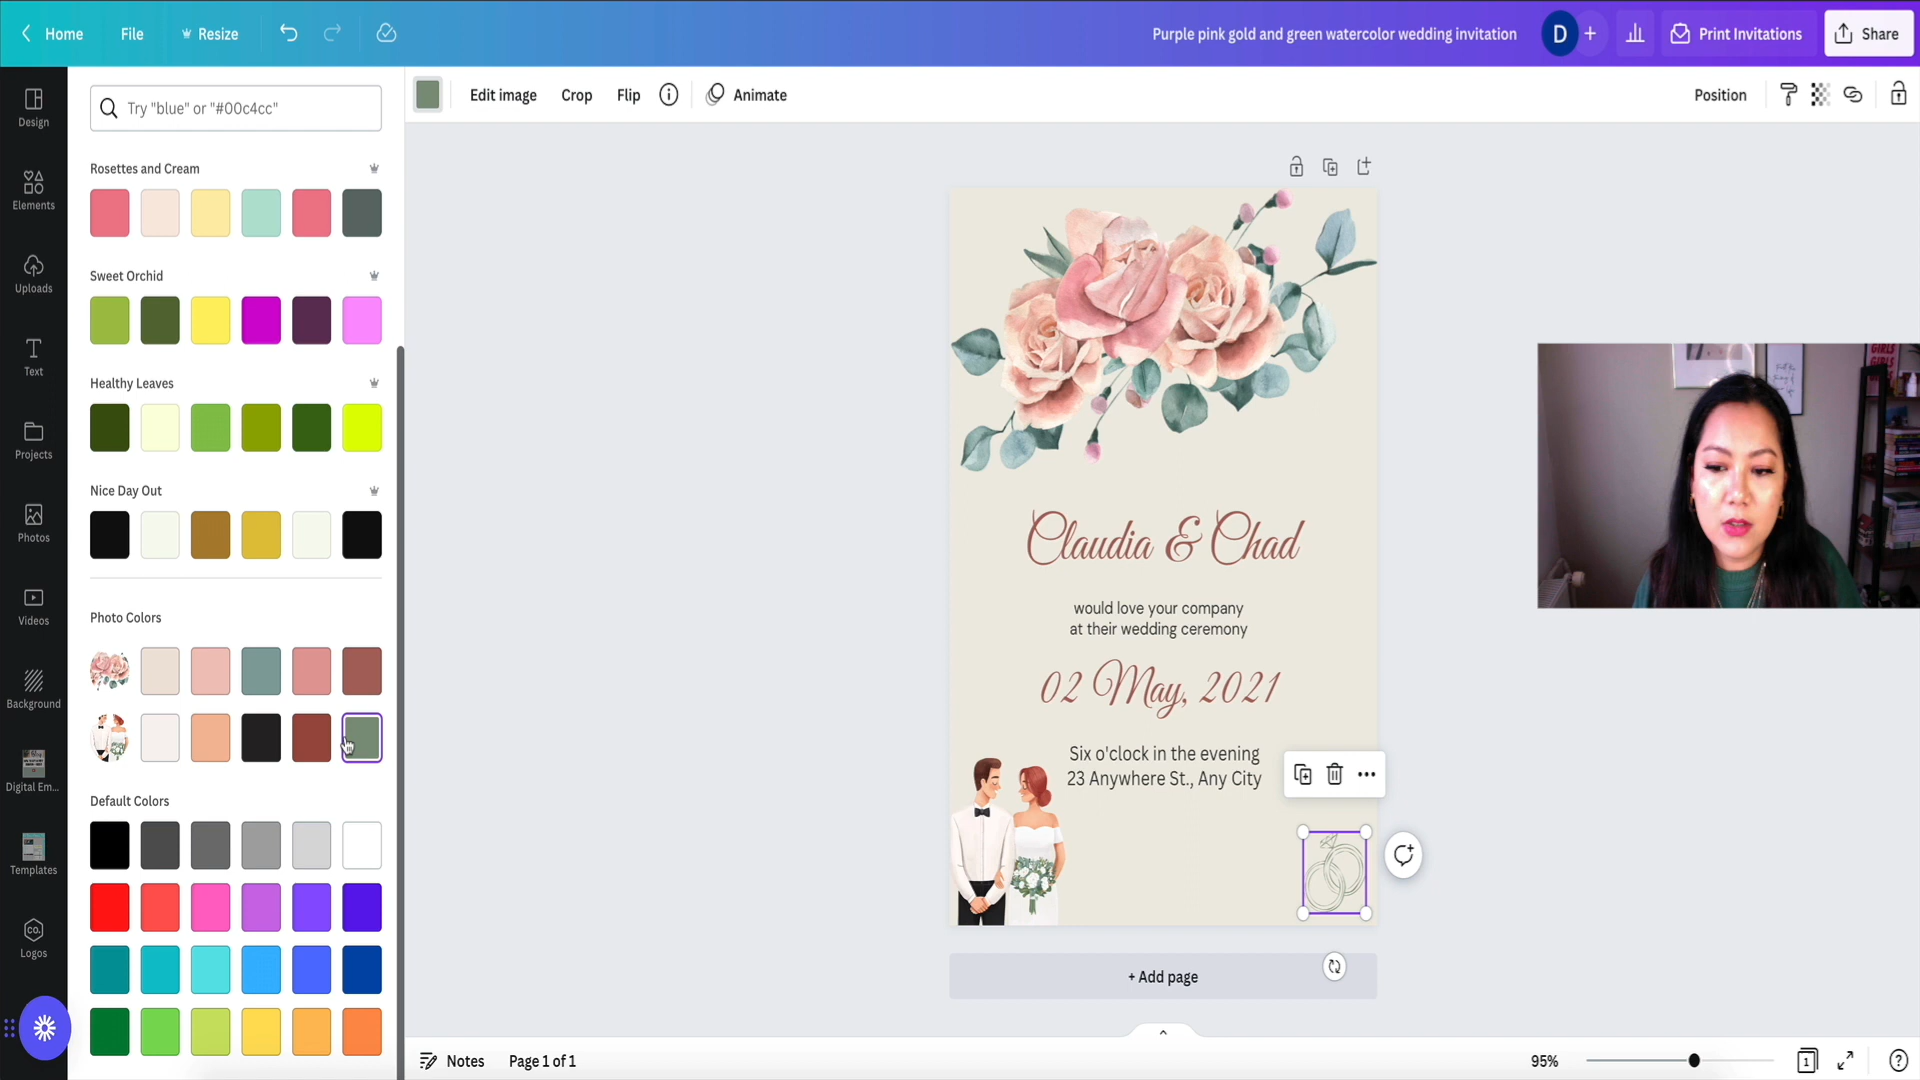 Home
File
Resize
Purple pink gold and green watercolor wedding invitation
D
+
Print Invitations
Share
Design
Elements
Uploads
Text
Projects
Photos
Videos
Background
Digital Em...
Templates
CO.
Logos
Try "blue" or "#00c4cc"
Rosettes and Cream
Sweet Orchid
Healthy Leaves
Nice Day Out
Photo Colors
Default Colors
Edit image
Crop
Flip
Animate
Position
Claudia & Chad
would love your company
at their wedding ceremony
02 May, 2021
Six o'clock in the evening
23 Anywhere St., Any City
+ Add page
GIRLS
GIRLS
Notes
Page 1 of 1
95%
1
?